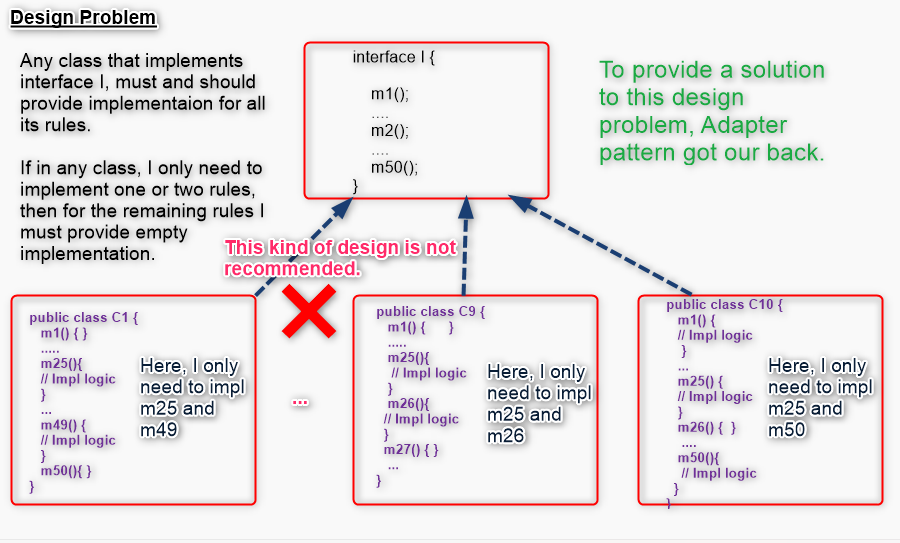 Design Problem
Any class that implements
interface I, must and should
provide implementaion for all
its rules.
If in any class, I only need to
implement one or two rules,
then for the remaining rules I
must provide empty
implementation.
interface I {
m1();
....
m2();
....
m50();
}
To provide a solution
to this design
problem, Adapter
pattern got our back.
This kind of design is not
recommended.
public class C1 {
m1() { }
.....
m25(){
// Impl logic
}
...
m49() {
// Impl logic
}
m50(){ }
}
Here, I only
need to impl
m25 and
m49
...
public class C9 {
m1() { }
.....
m25(){
// Impl logic
}
m26(){
// Impl logic
}
m27() { }
...
}
Here, I only
need to impl
m25 and
m26
public class C10 {
m1() {
// Impl logic
}
...
m25() {
// Impl logic
}
m26() { }
....
m50(){
// Impl logic
}
}
Here, I only
need to impl
m25 and
m50